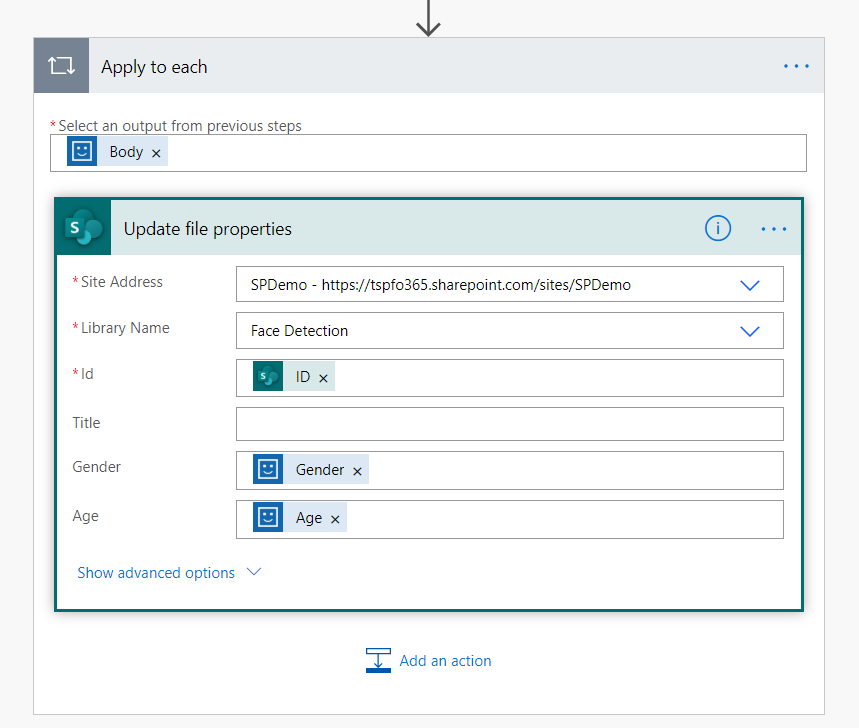 Apply to each
* Select an output from previous steps
Body ×
Update file properties
* Site Address
SPDemo - https://tspfo365.sharepoint.com/sites/SPDemo
* Library Name
Face Detection
* Id
ID ×
Title
Gender
Gender ×
Age
Age ×
Show advanced options
Add an action